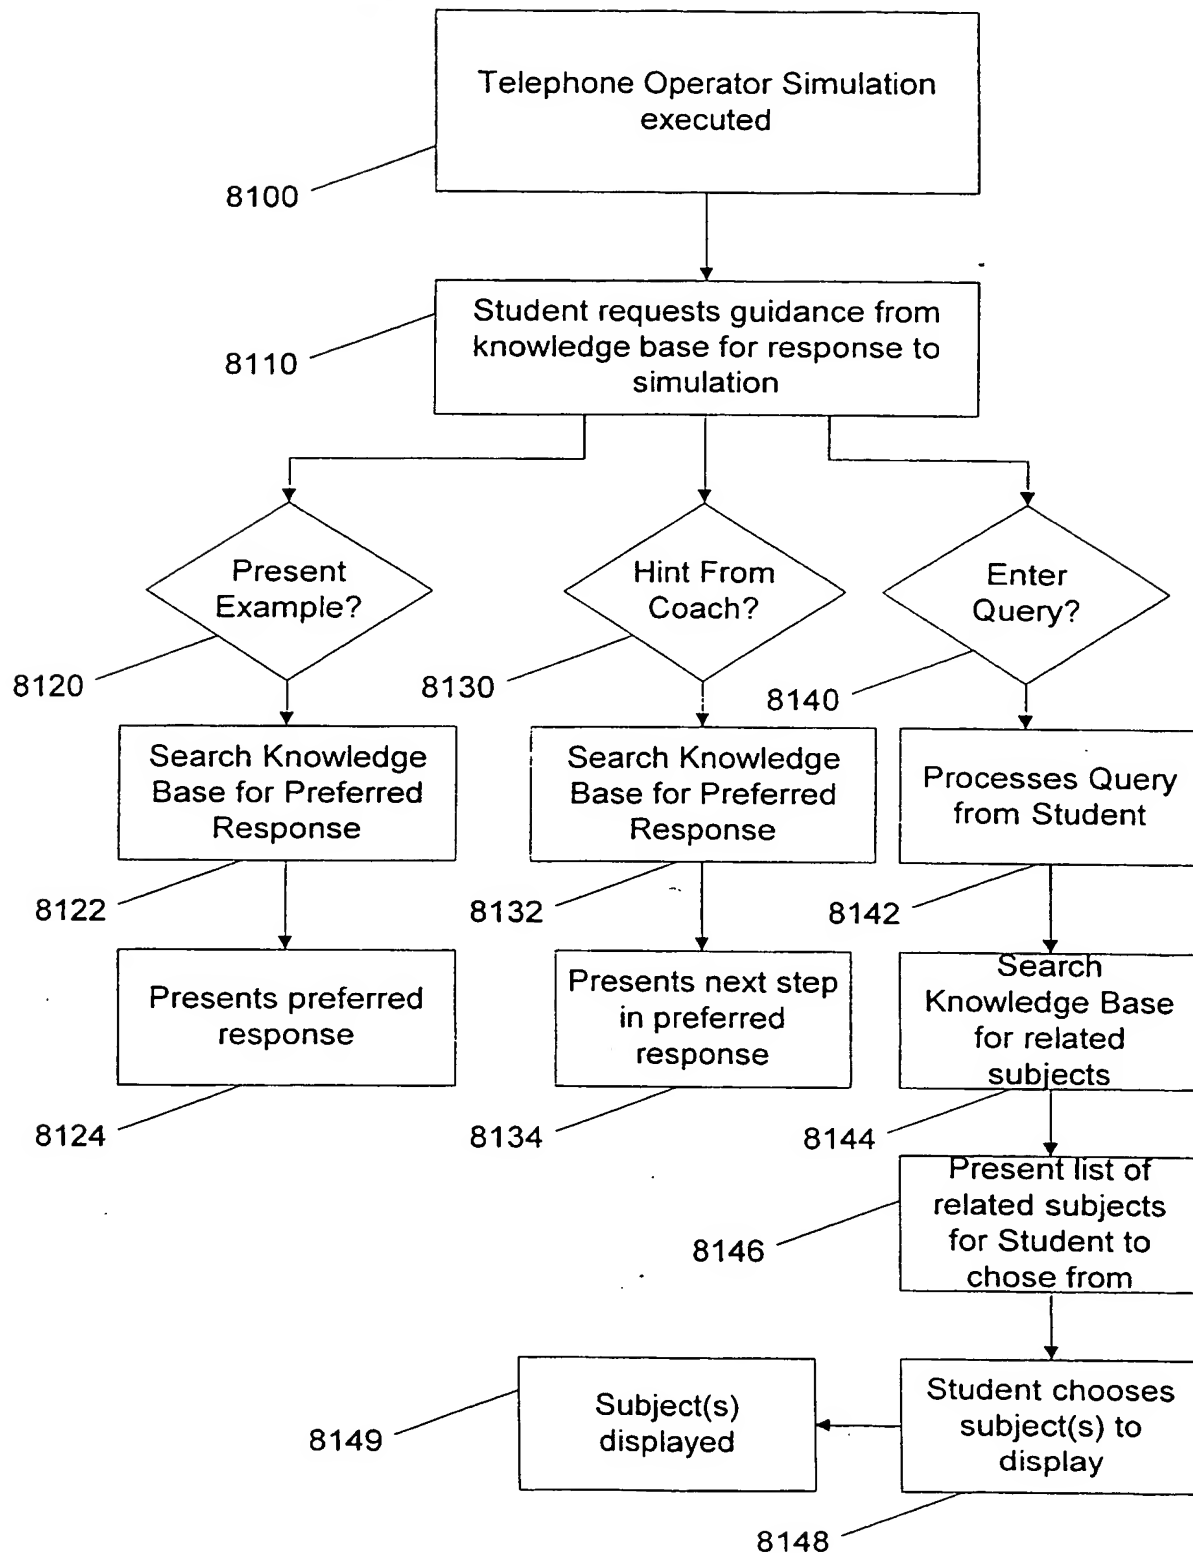 Telephone Operator Simulation
executed
8100
Student requests guidance from
knowledge base for response to
simulation
8110
Present
Example?
8120
Hint From
Coach?
8130
Enter
Query?
8140
Search Knowledge
Base for Preferred
Response
8122
Search Knowledge
Base for Preferred
Response
8132
Processes Query
from Student
8142
Presents preferred
response
8124
Presents next step
in preferred
response
8134
Search
Knowledge Base
for related
subjects
8144
Present list of
related subjects
for Student to
chose from
8146
Subject(s)
displayed
8149
Student chooses
subject(s) to
display
8148